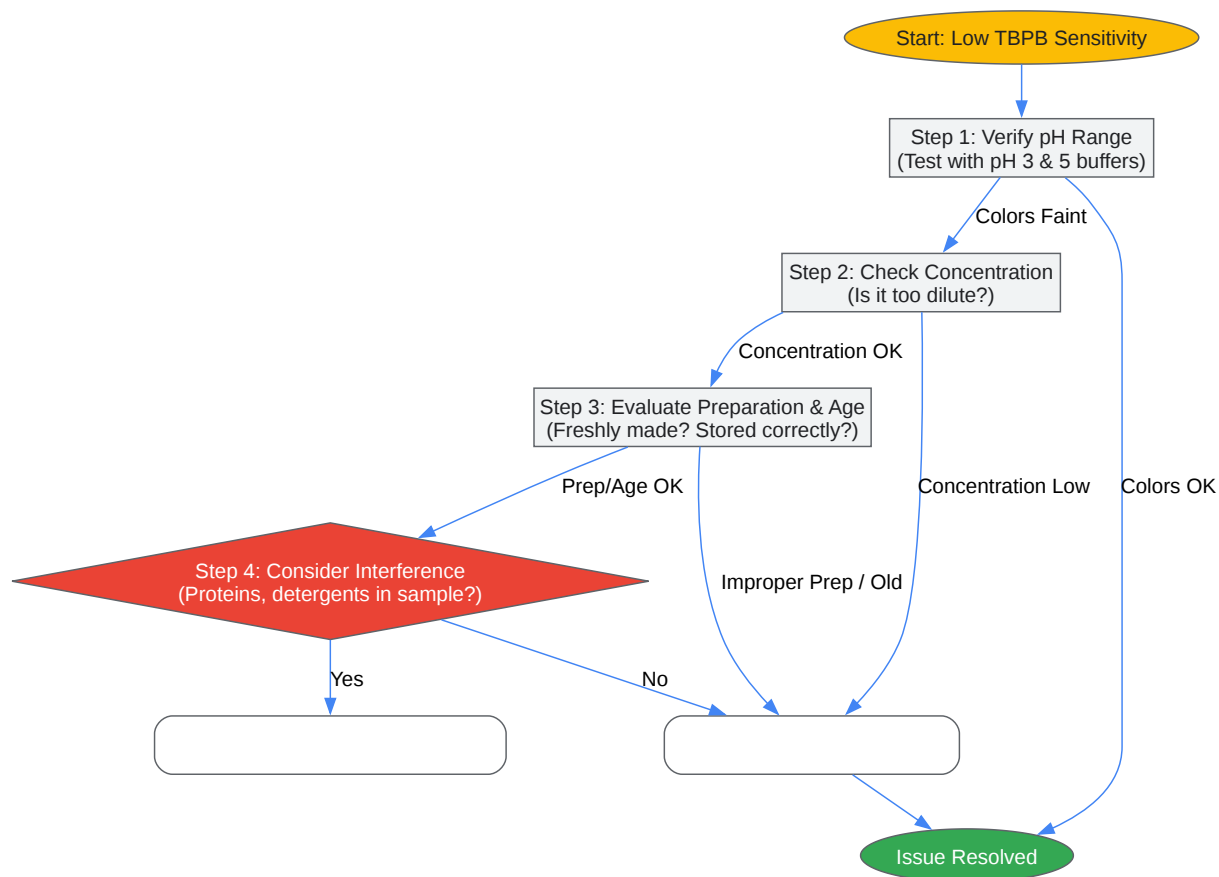 Start: Low TBPB Sensitivity
Step 1: Verify pH Range
(Test with pH 3 & 5 buffers)
Colors Faint
Step 2: Check Concentration
(Is it too dilute?)
Concentration OK
Step 3: Evaluate Preparation & Age
(Freshly made? Stored correctly?)
Prep/Age OK
Concentration Low
Colors OK
Step 4: Consider Interference
(Proteins, detergents in sample?)
Improper Prep / Old
Yes
No
Issue Resolved